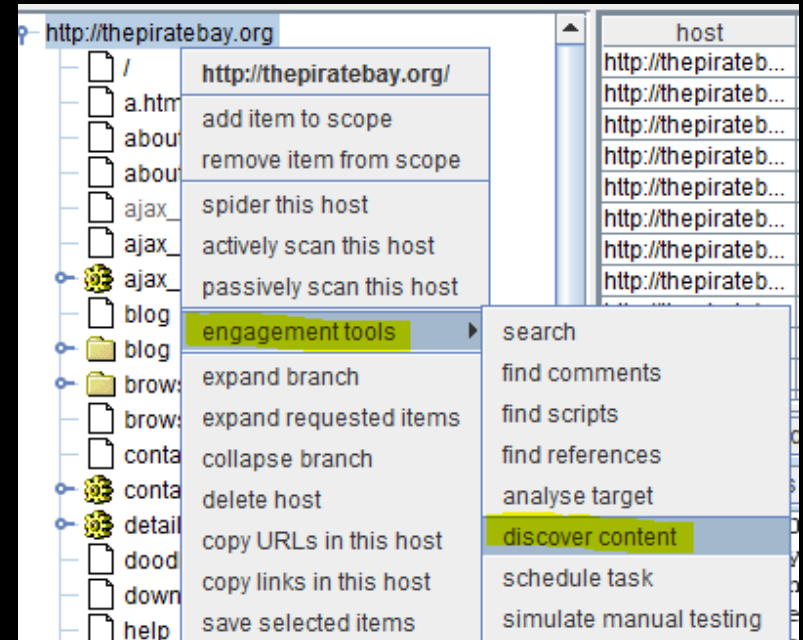 http://thepiratebay.org
/
a.htm
abou
abou
ajax_
ajax_
ajax_
blog
blog
brows
brows
conta
conta
detail
dood
down
help
http://thepiratebay.org/
add item to scope
remove item from scope
spider this host
actively scan this host
passively scan this host
engagement tools
expand branch
expand requested items
collapse branch
delete host
copy URLs in this host
copy links in this host
save selected items
search
find comments
find scripts
find references
analyse target
discover content
schedule task
simulate manual testing
host
http://thepirateb...
http://thepirateb...
http://thepirateb...
http://thepirateb...
http://thepirateb...
http://thepirateb...
http://thepirateb...
http://thepirateb...